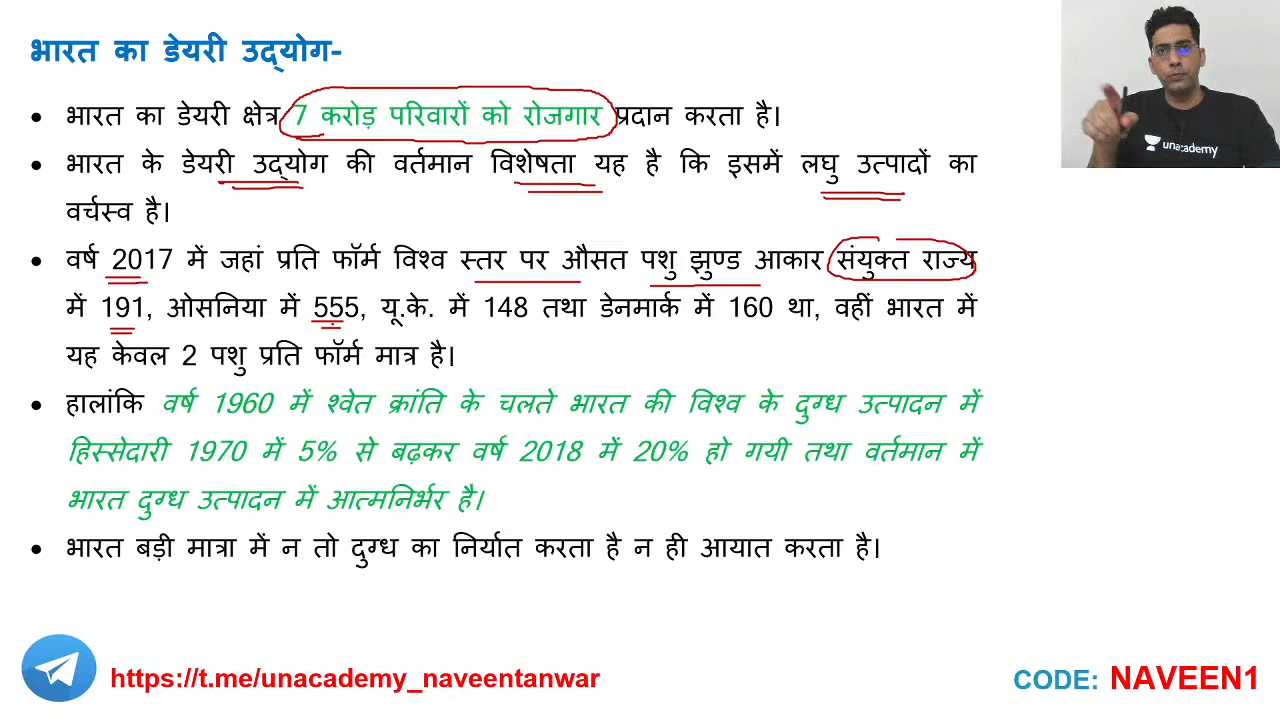 भारत का डेयरी उद्योग-
• भारत का डेयरी क्षेत्र 7 करोड़ परिवारों को रोजगार प्रदान करता है।
• भारत के डेयरी उद्योग की वर्तमान विशेषता यह है कि इसमें लघु उत्पादों का
वर्चस्व है।
• वर्ष 2017 में जहां प्रति फॉर्म विश्व स्तर पर औसत पशु झुण्ड आकार संयुक्त राज्य
में 191, ओसनिया में 555, यू.के. में 148 तथा डेनमार्क में 160 था, वहीं भारत में
यह केवल 2 पशु प्रति फॉर्म मात्र है।
• हालांकि वर्ष 1960 में श्वेत क्रांति के चलते भारत की विश्व के दुग्ध उत्पादन में
हिस्सेदारी 1970 में 5% से बढ़कर वर्ष 2018 में 20% हो गयी तथा वर्तमान में
भारत दुग्ध उत्पादन में आत्मनिर्भर है।
• भारत बड़ी मात्रा में न तो दुग्ध का निर्यात करता है न ही आयात करता है।
unacademy
https://t.me/unacademy_naveentanwar
CODE: NAVEEN1